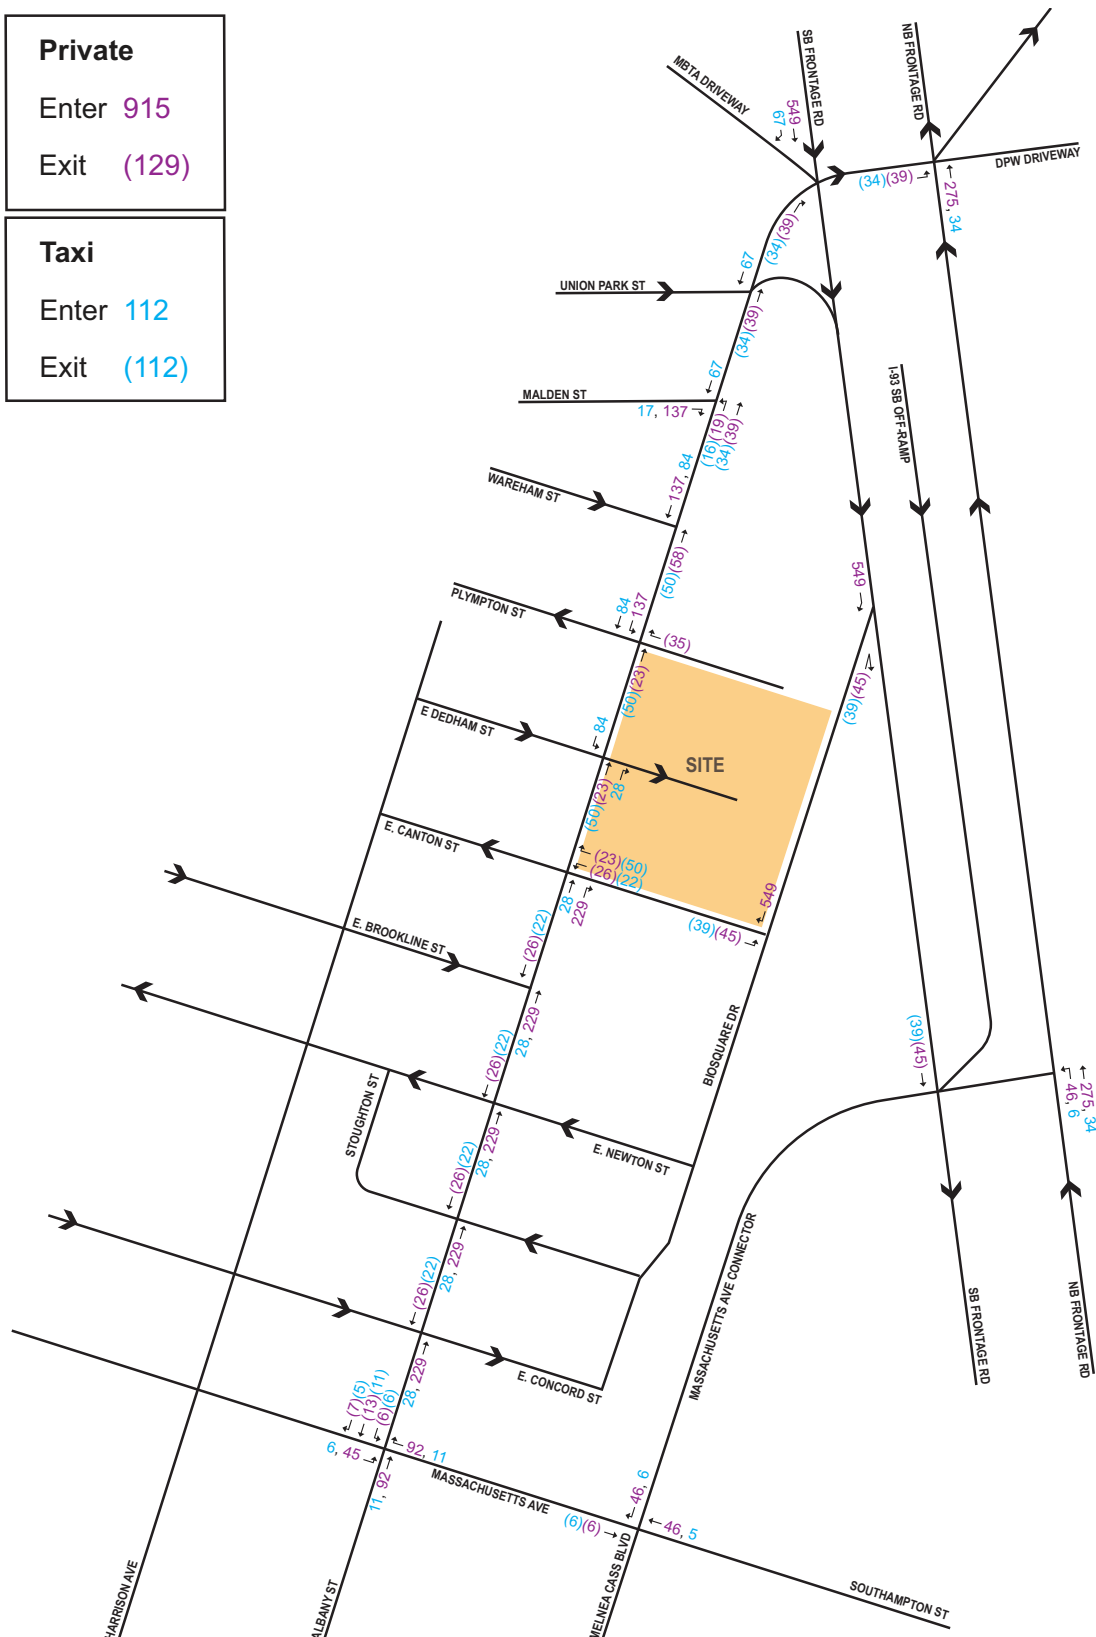 Private
Enter 915
Exit (129)
Taxi
Enter 112
Exit (112)
MBTA DRIVEWAY
SB FRONTAGE RD
NB FRONTAGE RD
67
549
DPW DRIVEWAY
(34)(39)
275, 34
(34)(39)
67
UNION PARK ST
(34)(39)
67
MALDEN ST
17, 137
(16)(19)
(34)(39)
I-93 SB OFF-RAMP
137, 84
WAREHAM ST
(50)(58)
549
PLYMPTON ST
84
137
(35)
(50)(23)
(39)(45)
E DEDHAM ST
84
SITE
28
(50)(23)
E. CANTON ST
(23)(50)
(26)(22)
28
229
549
(39)(45)
E. BROOKLINE ST
(26)(22)
28, 229
(26)(22)
BIOSQUARE DR
(39)(45)
STOUGHTON ST
46, 6
275, 34
28, 229
(26)(22)
E. NEWTON ST
28, 229
(26)(22)
MASSACHUSETTS AVE CONNECTOR
SB FRONTAGE RD
NB FRONTAGE RD
28, 229
E. CONCORD ST
(7)(5)
(13)(11)
(6)(6)
6, 45
92, 11
11, 92
MASSACHUSETTS AVE
46, 6
(6)(6)
46, 5
HARRISON AVE
ALBANY ST
MELNEA CASS BLVD
SOUTHAMPTON ST